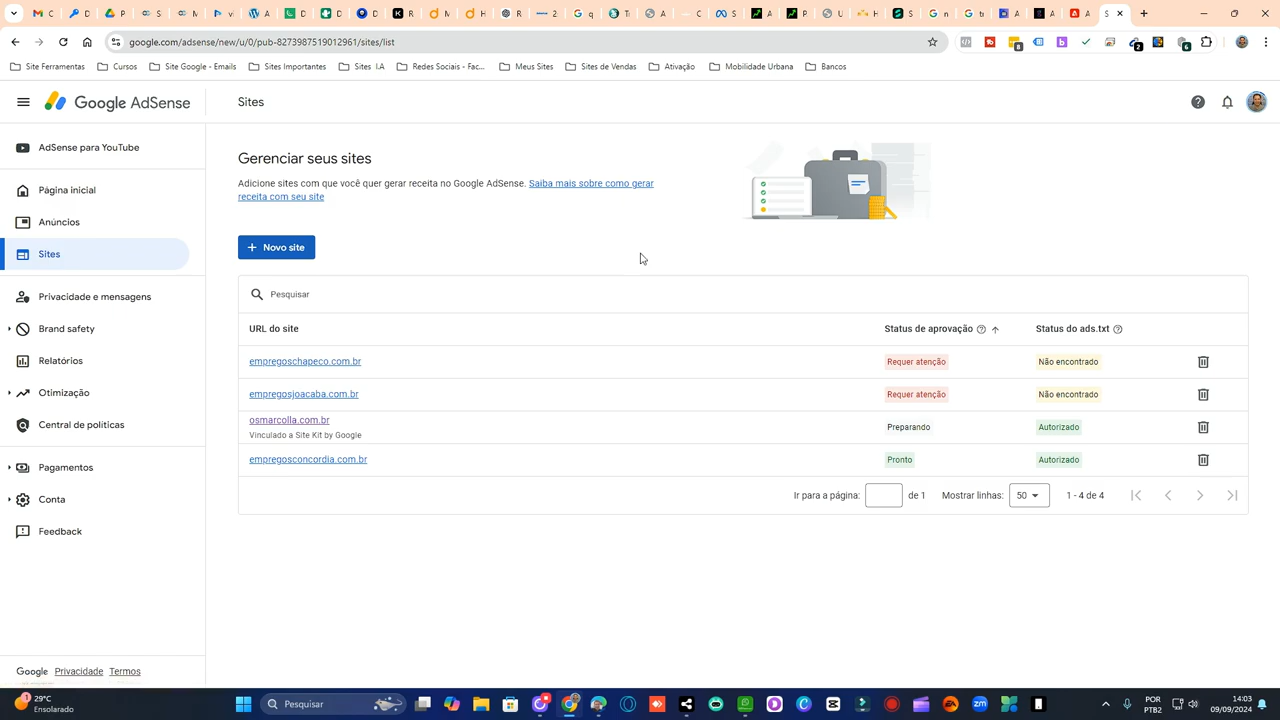 google.com/adsense/new/u/0/pub-8273987519012961/sites/list
Site Ferramentas
Cursos
Site Google - Emails
Sites Importantes
Sites I.A
Redes Sociais - Fac...
Meus Sites
Sites de Vendas
Ativação
Mobilidade Urbana
Bancos
Google AdSense
Sites
AdSense para YouTube
Página inicial
Anúncios
Sites
Privacidade e mensagens
Brand safety
Relatórios
Otimização
Central de políticas
Pagamentos
Conta
Feedback
Google Privacidade Termos
Gerenciar seus sites
Adicione sites com que você quer gerar receita no Google AdSense. Saiba mais sobre como gerar
receita com seu site
+ Novo site
Pesquisar
URL do site Status de aprovação Status do ads.txt
empregoschapeco.com.br Requer atenção Não encontrado
empregosjoacaba.com.br Requer atenção Não encontrado
osmarcolla.com.br Preparando Autorizado
Vinculado a Site Kit by Google
empregosconcordia.com.br Pronto Autorizado
Ir para a página: de 1 Mostrar linhas: 50 1 - 4 de 4
29°C
Ensolarado
Pesquisar
POR
PTB2
14:03
09/09/2024